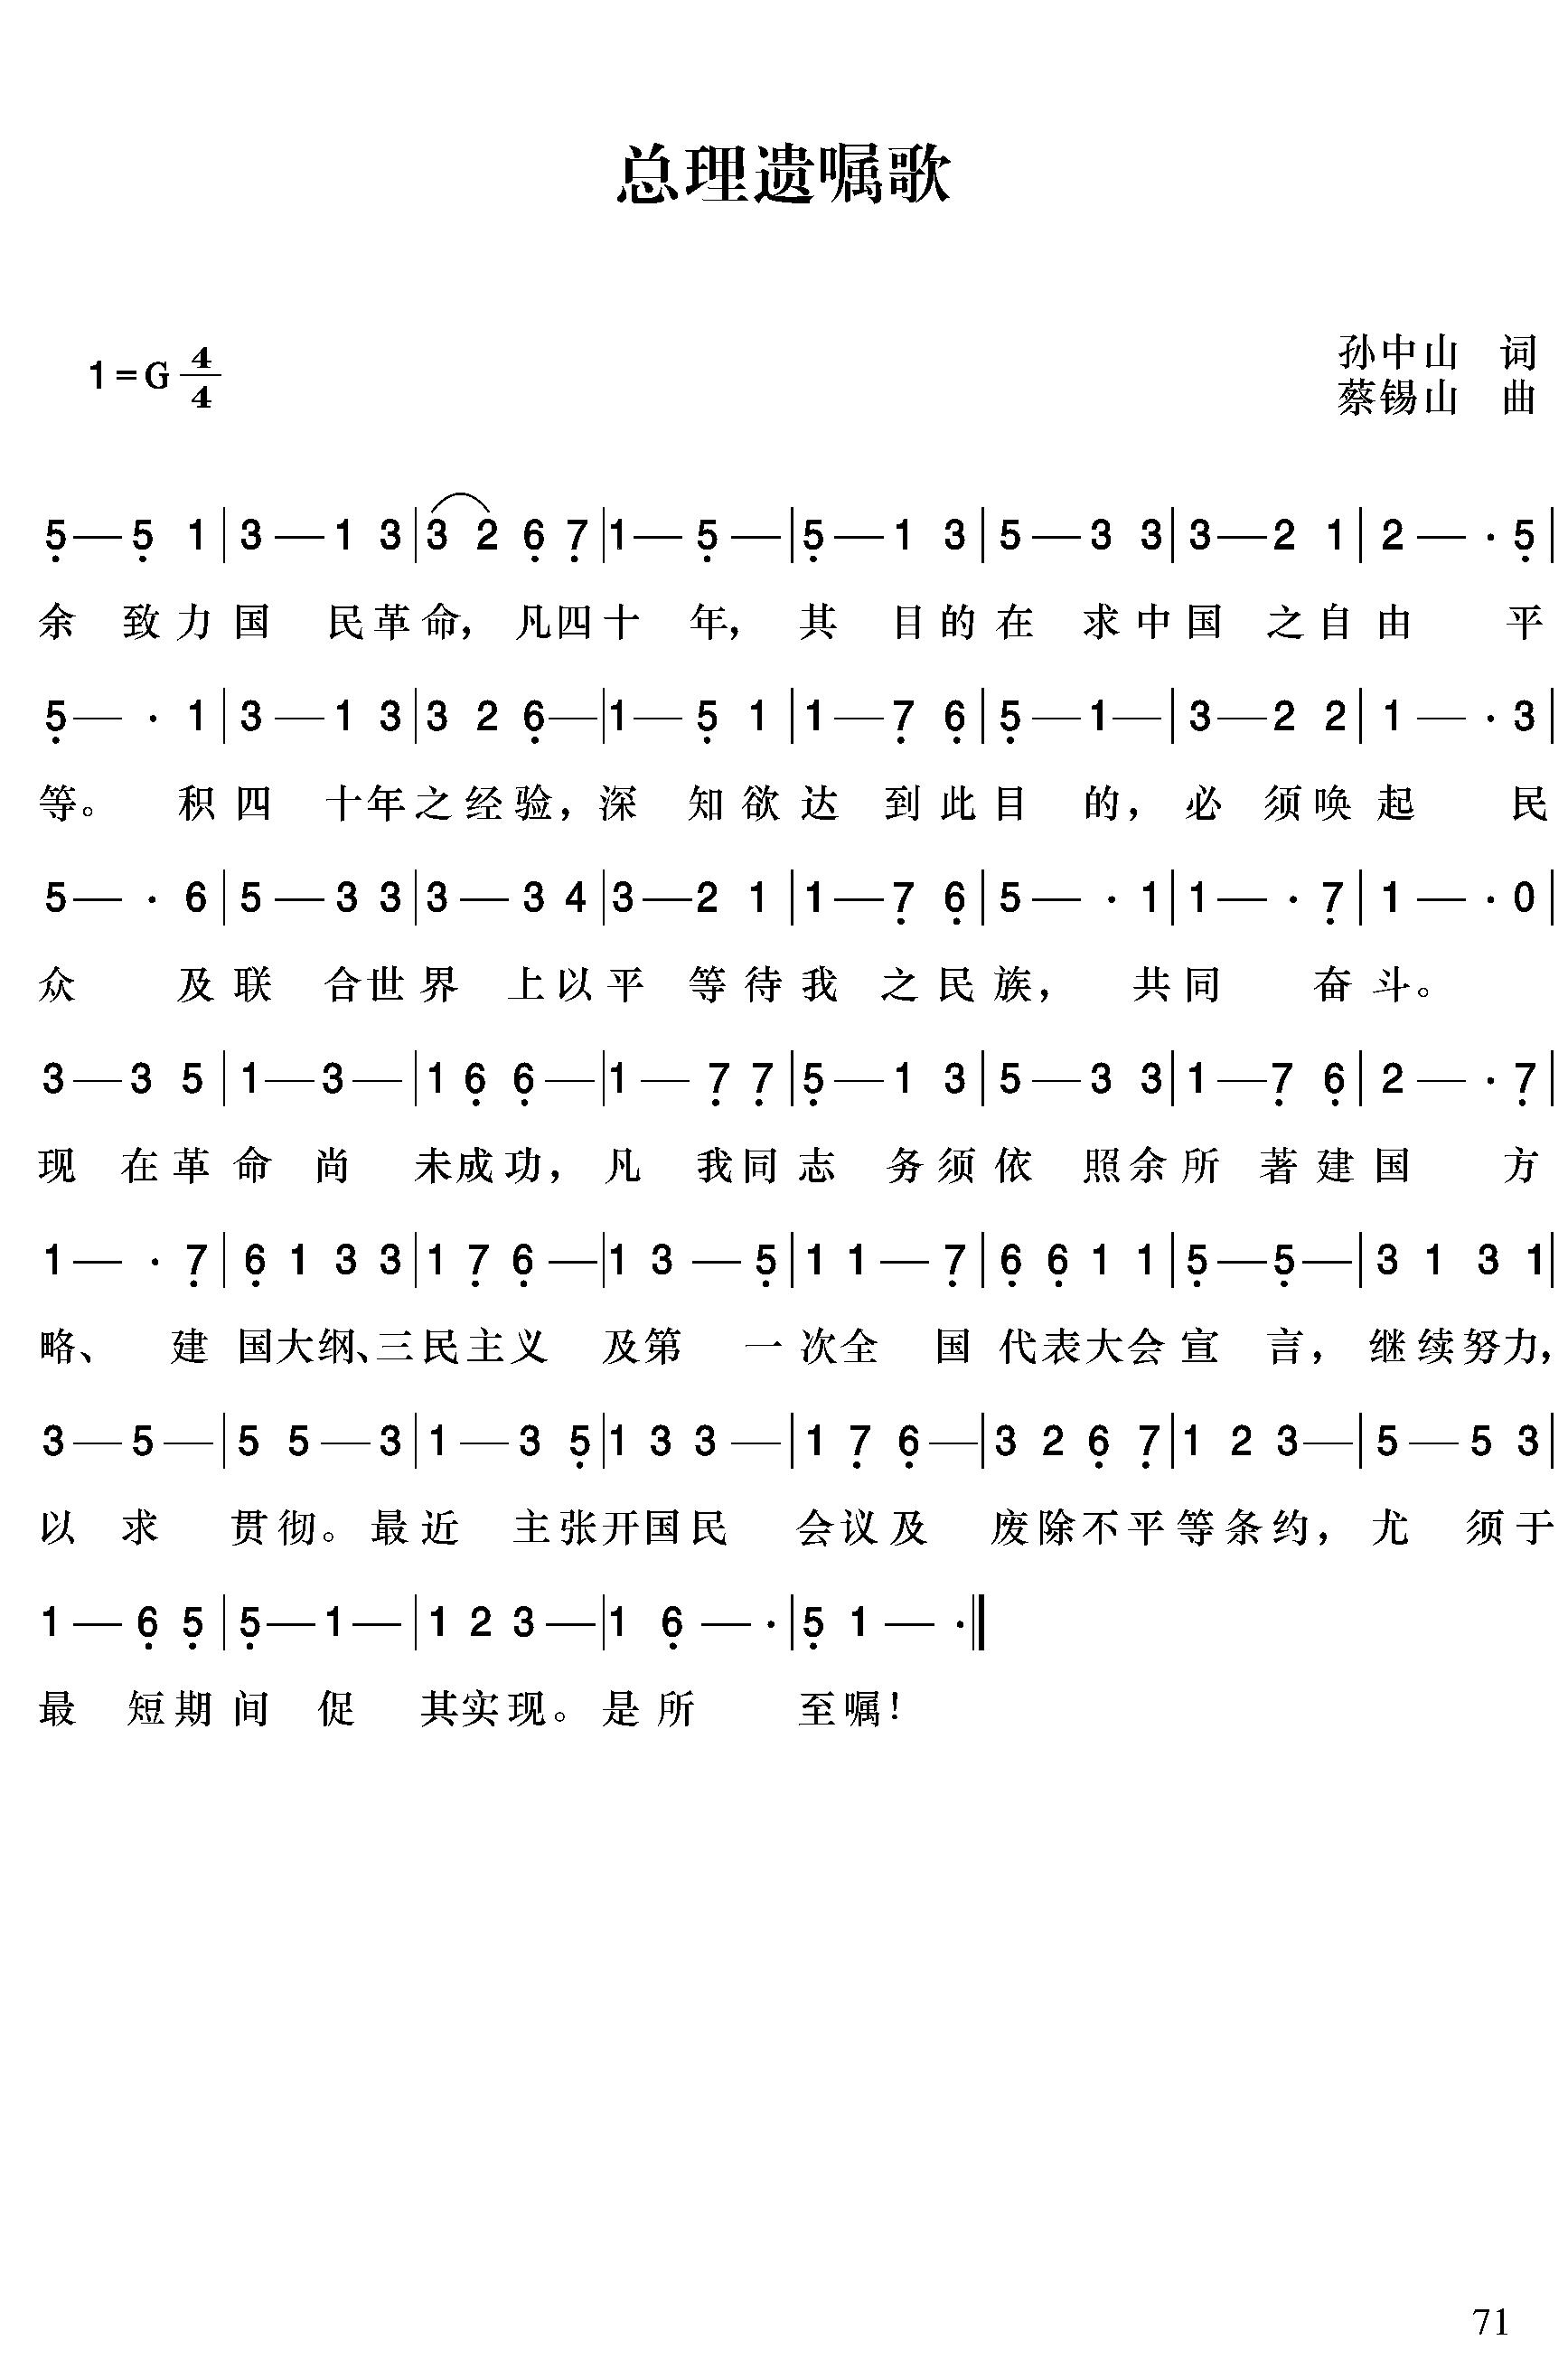 总理遗嘱歌
1=G 4/4
孙中山 词
蔡锡山 曲
5̣ — 5̣ 1 | 3 — 1 3 | 3 2 6̣ 7̣ | 1 — 5̣ — | 5̣ — 1 3 | 5 — 3 3 | 3 — 2 1 | 2 — · 5̣ |
余 致力国 民革命，凡四十 年， 共 目的在 求中国 之自由 平
5̣ — · 1 | 3 — 1 3 | 3 2 6̣ — | 1 — 5̣ 1 | 1 — 7̣ 6̣ | 5̣ — 1 — | 3 — 2 2 | 1 — · 3 |
等。 积四 十年之经验，深 知欲达 到此目 的，必 须唤起 民
5 — · 6 | 5 — 3 3 | 3 — 3 4 | 3 — 2 1 | 1 — 7̣ 6̣ | 5 — · 1 | 1 — · 7̣ | 1 — · 0 |
众 及联 合世界 上以平 等待我 之民族， 共同 奋斗。
3 — 3 5 | 1 — 3 — | 1 6̣ 6̣ — | 1 — 7̣ 7̣ | 5̣ — 1 3 | 5 — 3 3 | 1 — 7̣ 6̣ | 2 — · 7̣ |
现 在革命 尚 未成功，凡 我同志 务须依 照余所 著建国 方
1 — · 7̣ | 6̣ 1 3 3 | 1 7̣ 6̣ — | 1 3 — 5̣ | 1 1 — 7̣ | 6̣ 6̣ 1 1 | 5̣ — 5̣ — | 3 1 3 1 |
略、 建 国大纲、三民主义 及第 一次全 国 代表大会宣 言， 继续努力，
3 — 5 — | 5 5 — 3 | 1 — 3 5̣ | 1 3 3 — | 1 7̣ 6̣ — | 3 2 6̣ 7̣ | 1 2 3 — | 5 — 5 3 |
以 求 贯彻。最近 主张开国民 会议及 废除不平等条约，尤 须于
1 — 6̣ 5̣ | 5̣ — 1 — | 1 2 3 — | 1 6̣ — · | 5̣ 1 — · ‖
最 短期间 促 其实现。是所 至嘱！
71